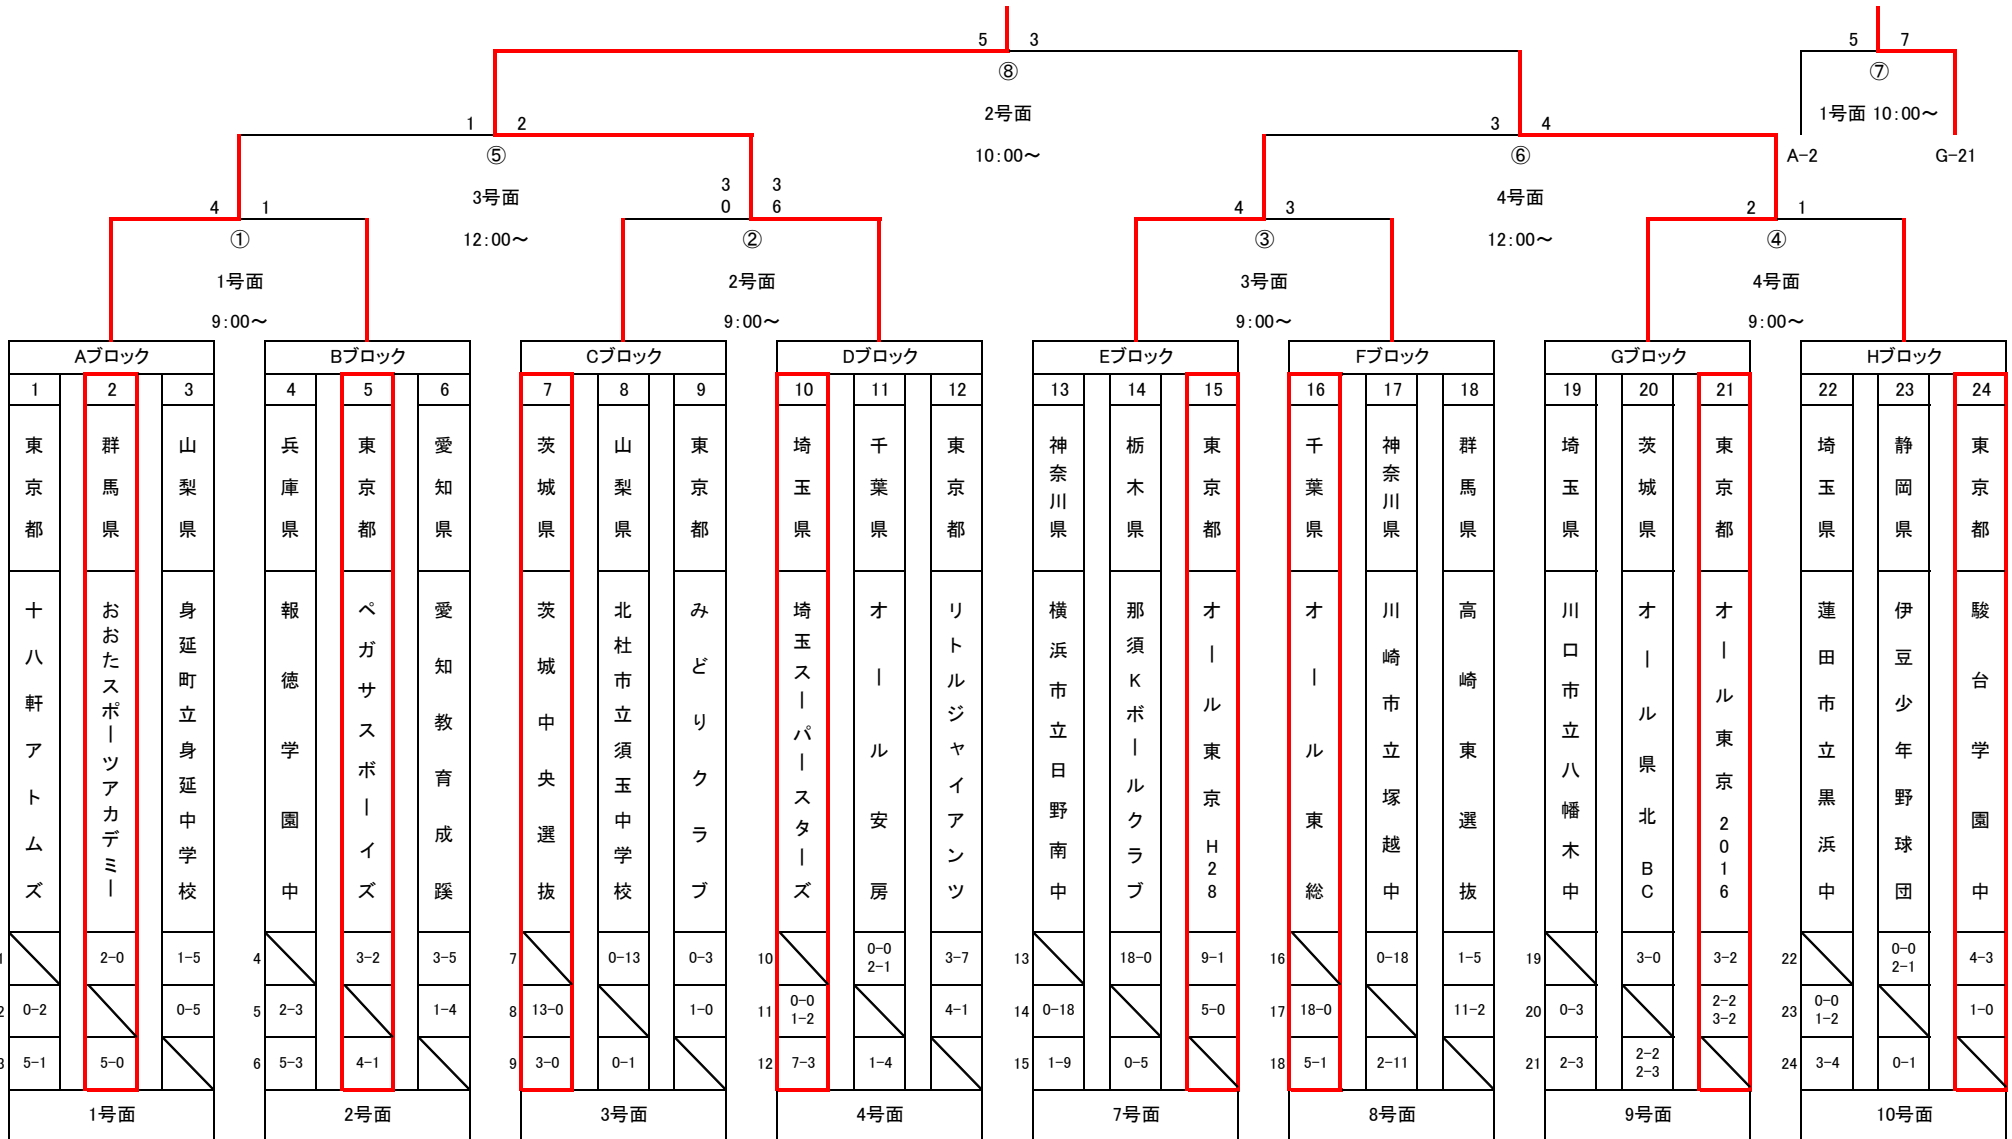 5 3
⑧
2号面
10:00～
5 7
⑦
1号面 10:00～
A-2 G-21
1 2
⑤
3号面
12:00～
3 4
⑥
4号面
12:00～
4 1
①
1号面
9:00～
3 3
0 6
②
2号面
9:00～
4 3
③
3号面
9:00～
2 1
④
4号面
9:00～
Aブロック
1 2 3
東京都 群馬県 山梨県
十八軒アトムズ おおたスポーツアカデミー 身延町立身延中学校
1 2-0 1-5
2 0-2 0-5
3 5-1 5-0
1号面
Bブロック
4 5 6
兵庫県 東京都 愛知県
報徳学園中 ペガサスボーイズ 愛知教育成蹊
4 3-2 3-5
5 2-3 1-4
6 5-3 4-1
2号面
Cブロック
7 8 9
茨城県 山梨県 東京都
茨城中央選抜 北杜市立須玉中学校 みどりクラブ
7 0-13 0-3
8 13-0 1-0
9 3-0 0-1
3号面
Dブロック
10 11 12
埼玉県 千葉県 東京都
埼玉スーパースターズ オール安房 リトルジャイアンツ
10 0-0 2-1 3-7
11 0-0 1-2 4-1
12 7-3 1-4
4号面
Eブロック
13 14 15
神奈川県 栃木県 東京都
横浜市立日野南中 那須Kボールクラブ オール東京H28
13 18-0 9-1
14 0-18 5-0
15 1-9 0-5
7号面
Fブロック
16 17 18
千葉県 神奈川県 群馬県
オール東総 川崎市立塚越中 高崎東選抜
16 0-18 1-5
17 18-0 11-2
18 5-1 2-11
8号面
Gブロック
19 20 21
埼玉県 茨城県 東京都
川口市立八幡木中 オール県北BC オール東京2016
19 3-0 3-2
20 0-3 2-2 3-2
21 2-3 2-2 2-3
9号面
Hブロック
22 23 24
埼玉県 静岡県 東京都
蓮田市立黒浜中 伊豆少年野球団 駿台学園中
22 0-0 2-1 4-3
23 0-0 1-2 1-0
24 3-4 0-1
10号面